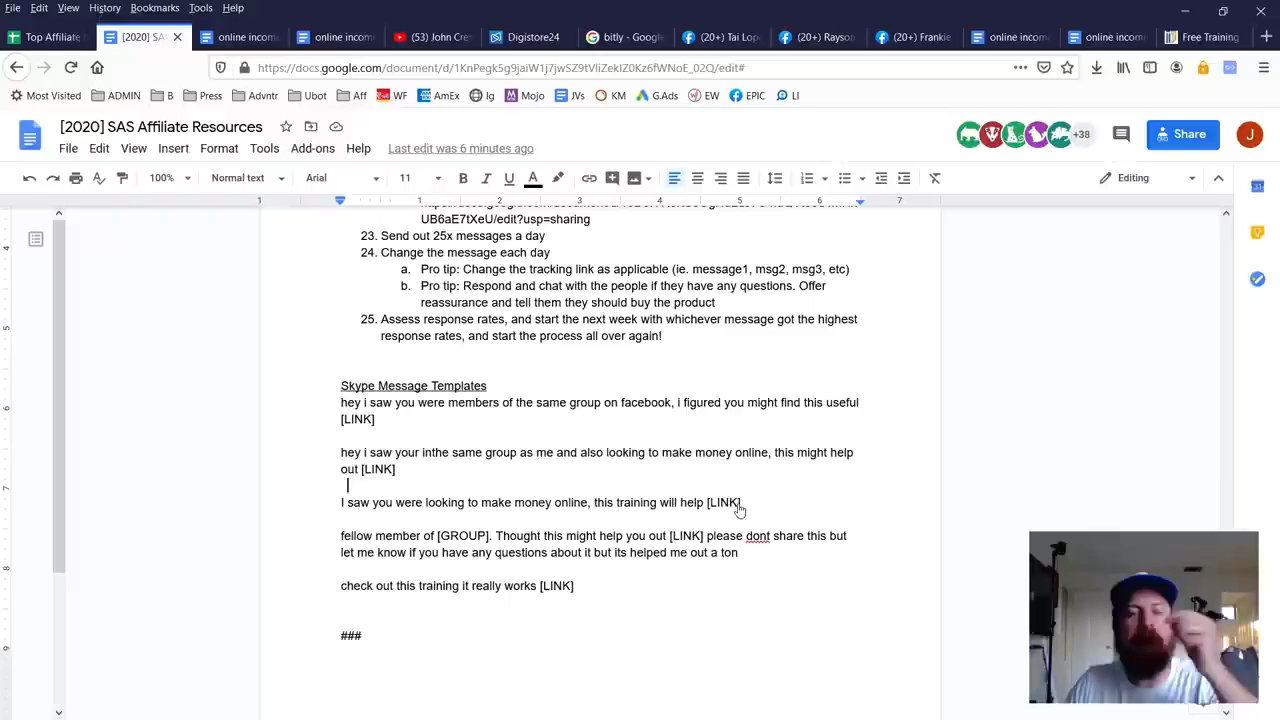 File Edit View History Bookmarks Tools Help
Top Affiliate
[2020] SA
online incom
online incom
(53) John Cre
Digistore24
bitly - Google
(20+) Tai Lop
(20+) Rayson
(20+) Frankie
online incom
online incom
Free Training
https://docs.google.com/document/d/1KnPegk5g9jaiW1j7jwSZ9tVliZekIZ0Kz6fWNoE_02Q/edit#
Most Visited ADMIN B Press Advntr Ubot Aff WF AmEx Ig Mojo JVs KM G.Ads EW EPIC LI
[2020] SAS Affiliate Resources
+38
Share
J
File Edit View Insert Format Tools Add-ons Help Last edit was 6 minutes ago
100% Normal text Arial 11 B I U A Editing
1 1 2 3 4 5 6 7
UB6aE7tXeU/edit?usp=sharing
23. Send out 25x messages a day
24. Change the message each day
a. Pro tip: Change the tracking link as applicable (ie. message1, msg2, msg3, etc)
b. Pro tip: Respond and chat with the people if they have any questions. Offer
reassurance and tell them they should buy the product
25. Assess response rates, and start the next week with whichever message got the highest
response rates, and start the process all over again!
Skype Message Templates
hey i saw you were members of the same group on facebook, i figured you might find this useful
[LINK]
hey i saw your inthe same group as me and also looking to make money online, this might help
out [LINK]
I saw you were looking to make money online, this training will help [LINK]
fellow member of [GROUP]. Thought this might help you out [LINK] please dont share this but
let me know if you have any questions about it but its helped me out a ton
check out this training it really works [LINK]
###